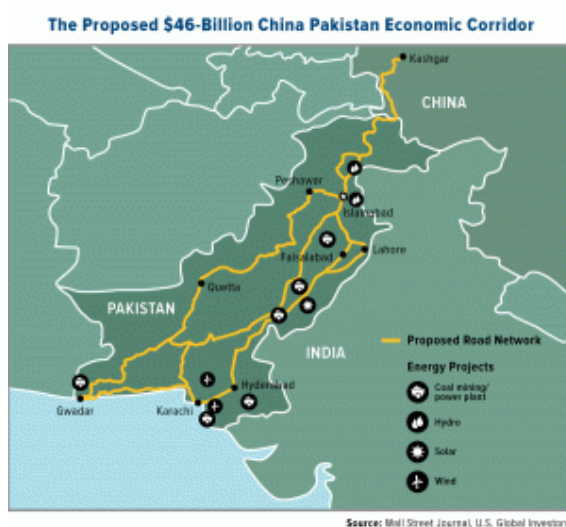 The Proposed $46-Billion China Pakistan Economic Corridor
Kashgar
CHINA
Peshawar
Islamabad
Faisalabad
Lahore
Quetta
PAKISTAN
INDIA
Proposed Road Network
Energy Projects
Coal mining/
power plant
Hydro
Solar
Wind
Hyderabad
Gwadar
Karachi
Source: Wall Street Journal, U.S. Global Investors